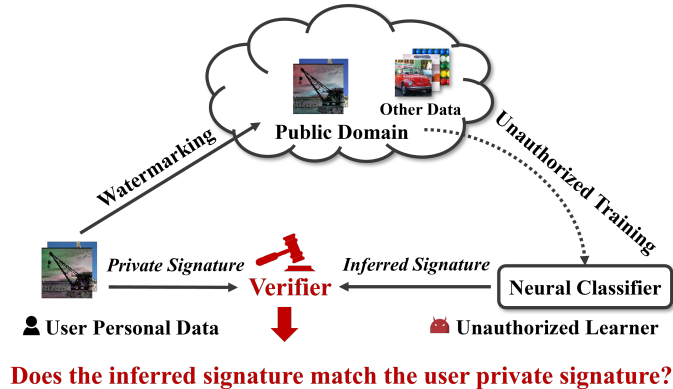 Other Data
Public Domain
Watermarking
Unauthorized Training
Private Signature
Inferred Signature
Verifier
Neural Classifier
User Personal Data
Unauthorized Learner
Does the inferred signature match the user private signature?